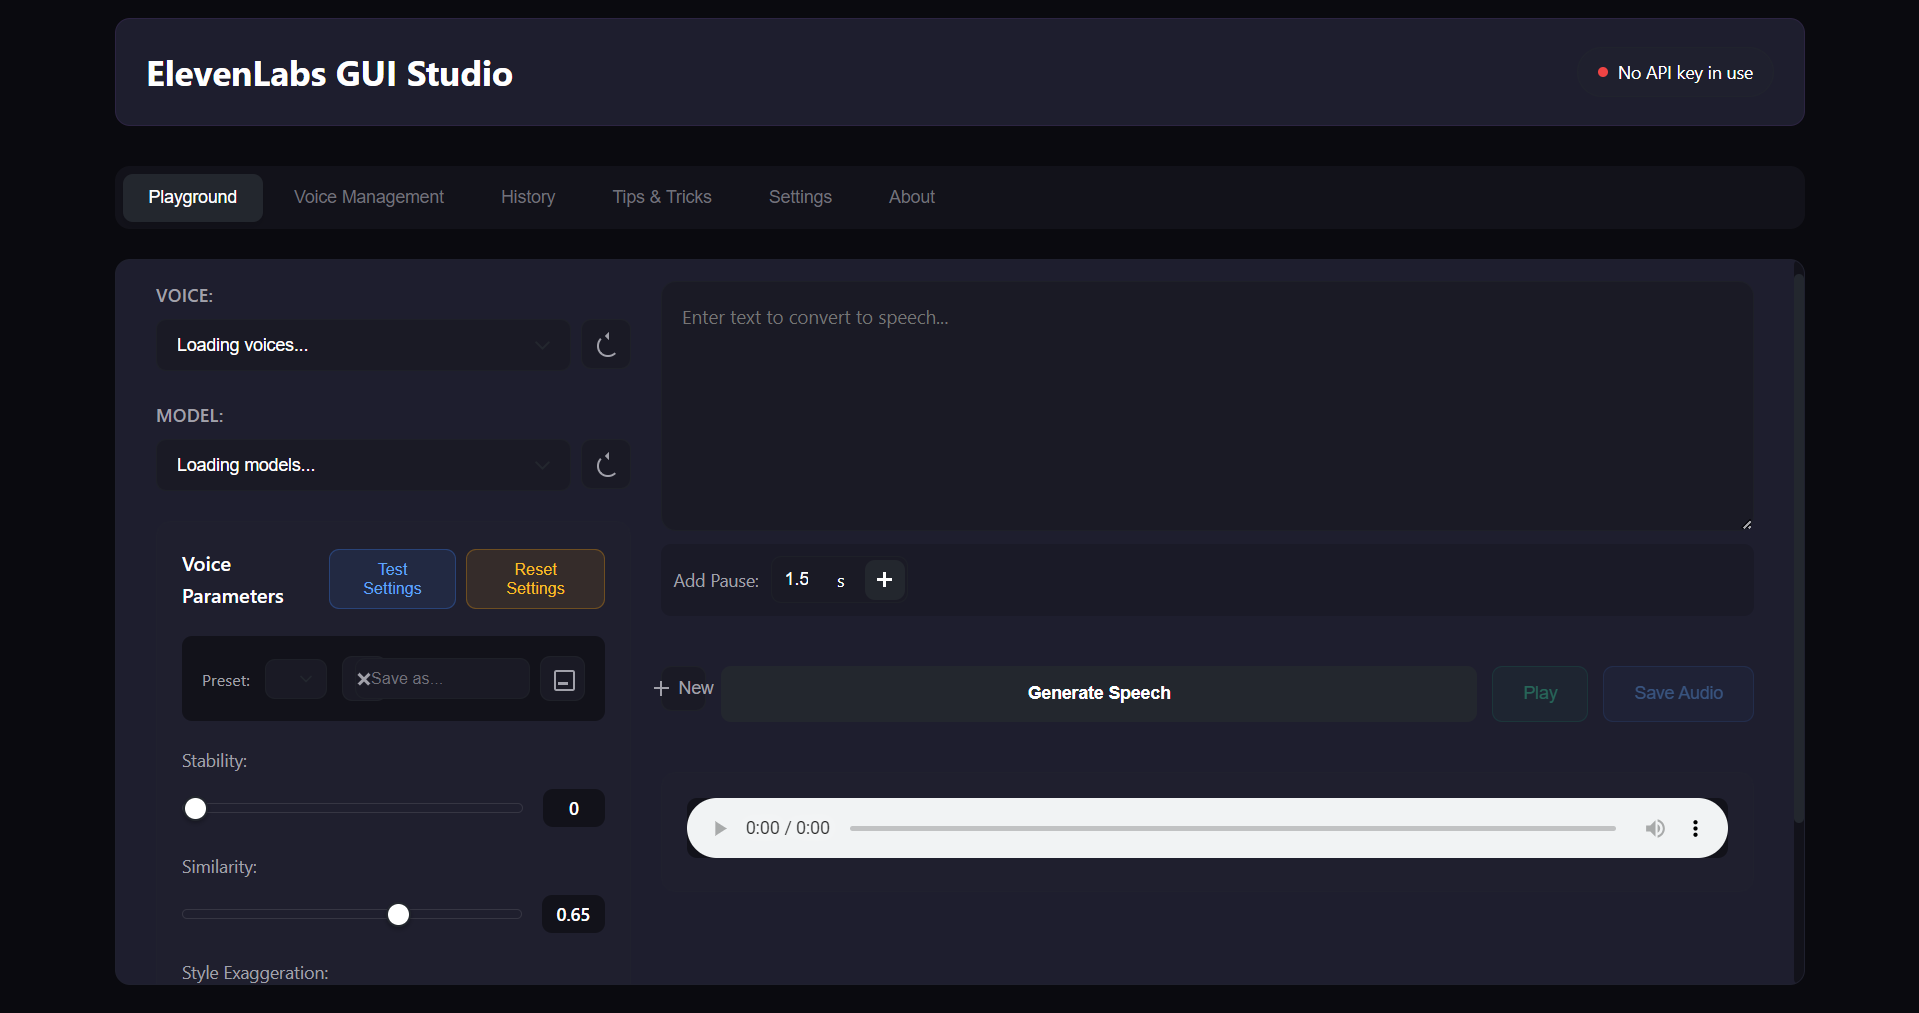 ElevenLabs GUI Studio
No API key in use
Playground
Voice Management
History
Tips & Tricks
Settings
About
VOICE:
Loading voices...
MODEL:
Loading models...
Voice
Parameters
Test
Settings
Reset
Settings
Preset:
Save as...
Stability:
0
Similarity:
0.65
Style Exaggeration:
Enter text to convert to speech...
Add Pause:
1.5
s
New
Generate Speech
Play
Save Audio
0:00 / 0:00